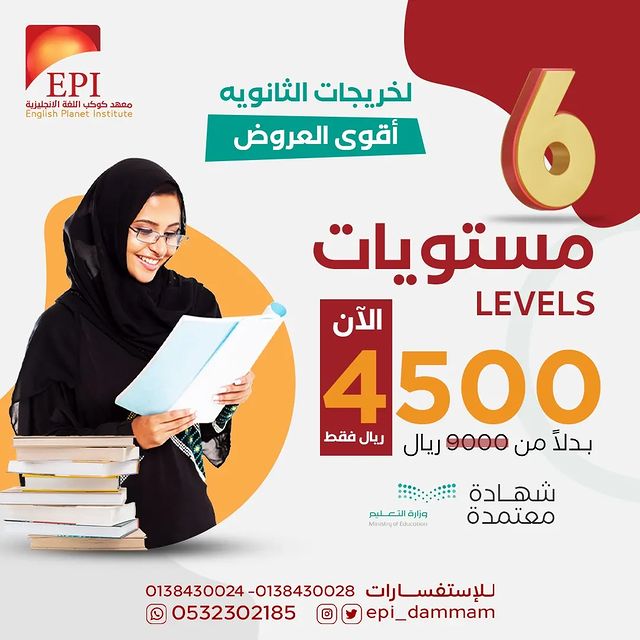 EPI
معهد كوكب اللغة الانجليزية
English Planet Institute
لخريجات الثانويه
أقوى العروض
6
مستويات
LEVELS
الآن
4500
ريال فقط
بدلاً من 9000 ريال
شهادة
معتمدة
وزارة التعليم
Ministry of Education
للإستفسارات 0138430028 - 0138430024
0532302185 epi_dammam